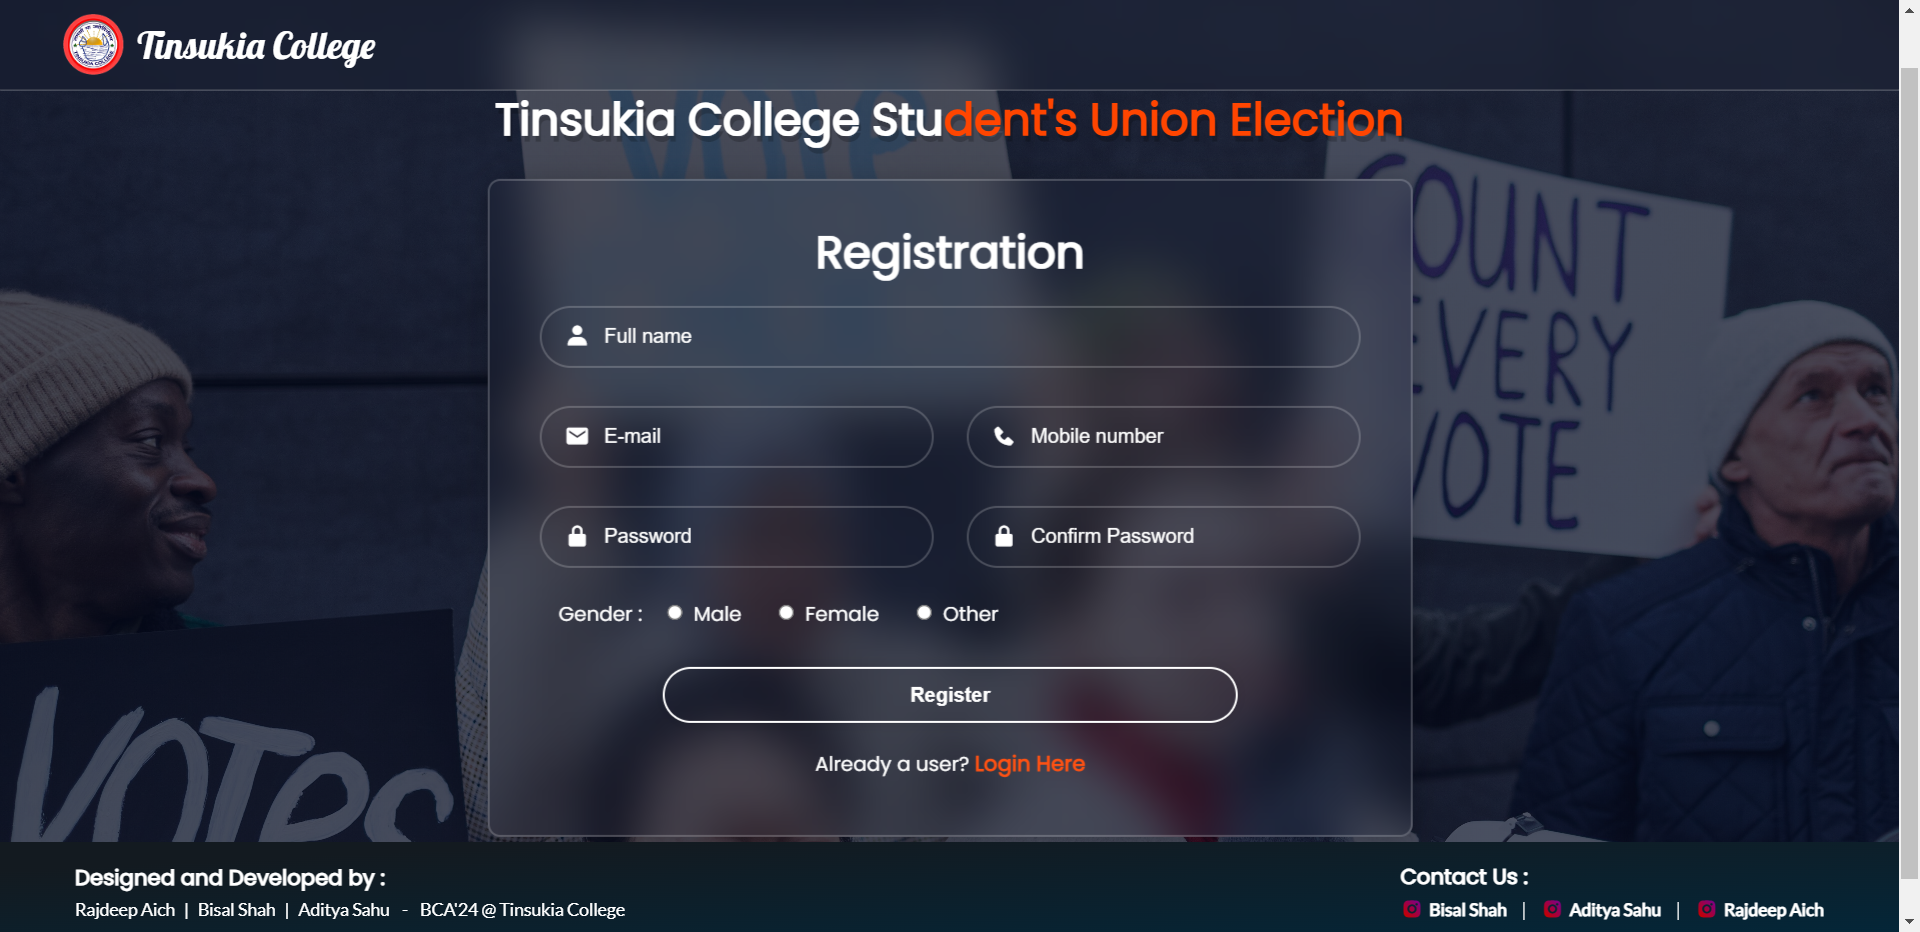 Tinsukia College
Tinsukia College Student's Union Election
VOTE
COUNT
EVERY
VOTE
Registration
Full name
E-mail
Mobile number
Password
Confirm Password
Gender :
Male
Female
Other
Register
Already a user? Login Here
VOTES
Designed and Developed by :
Rajdeep Aich | Bisal Shah | Aditya Sahu - BCA'24 @ Tinsukia College
Contact Us :
Bisal Shah | Aditya Sahu | Rajdeep Aich